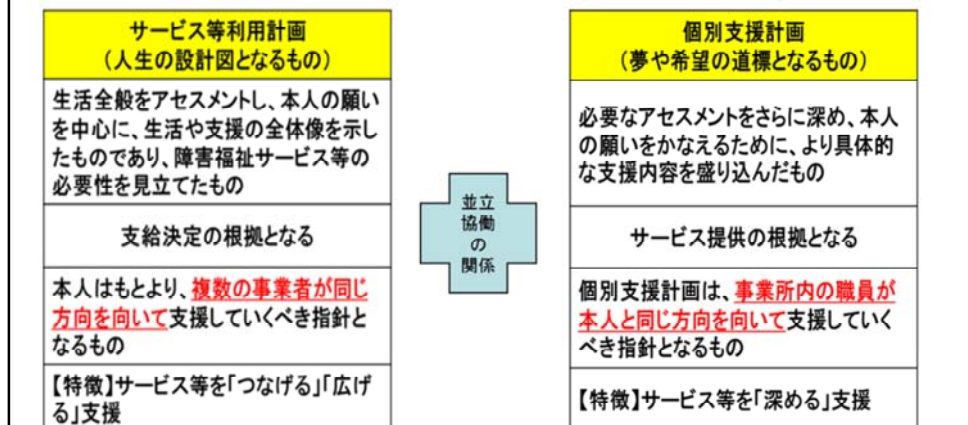 サービス等利用計画
（人生の設計図となるもの）
生活全般をアセスメントし、本人の願い
を中心に、生活や支援の全体像を示し
たものであり、障害福祉サービス等の
必要性を見立てたもの
支給決定の根拠となる
本人はもとより、複数の事業者が同じ
方向を向いて支援していくべき指針と
なるもの
【特徴】サービス等を「つなげる」「広げ
る」支援
並立
協働
の
関係
個別支援計画
（夢や希望の道標となるもの）
必要なアセスメントをさらに深め、本人
の願いをかなえるために、より具体的
な支援内容を盛り込んだもの
サービス提供の根拠となる
個別支援計画は、事業所内の職員が
本人と同じ方向を向いて支援していく
べき指針となるもの
【特徴】サービス等を「深める」支援